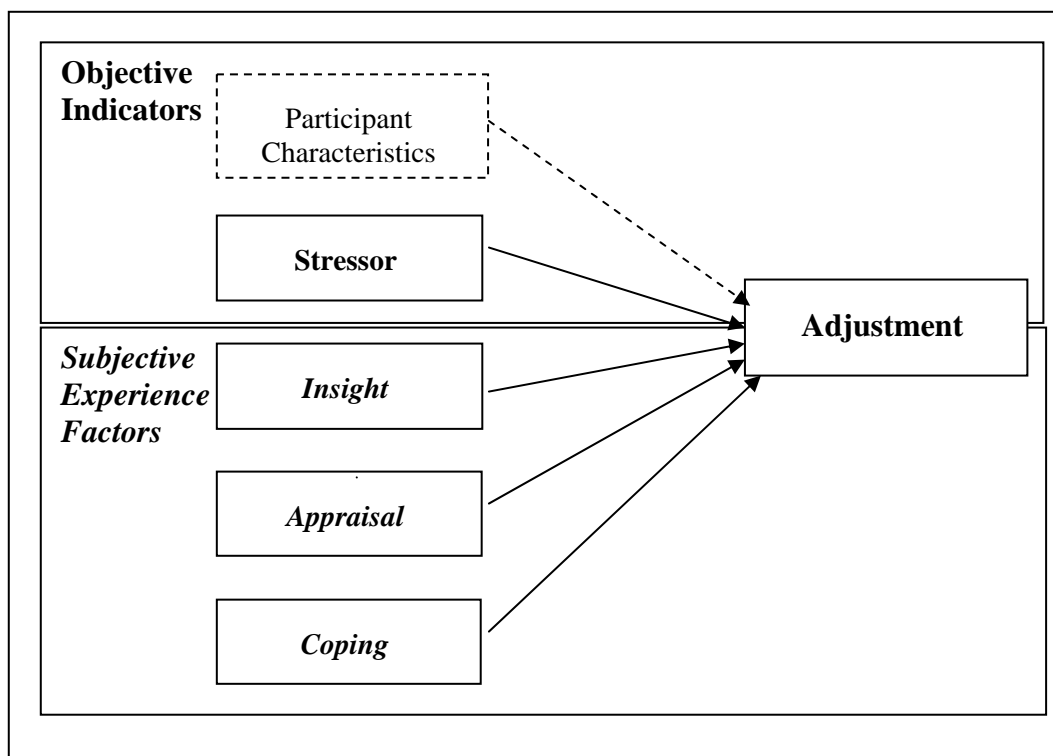 Objective
Indicators
Participant
Characteristics
Stressor
Adjustment
Subjective
Experience
Factors
Insight
Appraisal
Coping